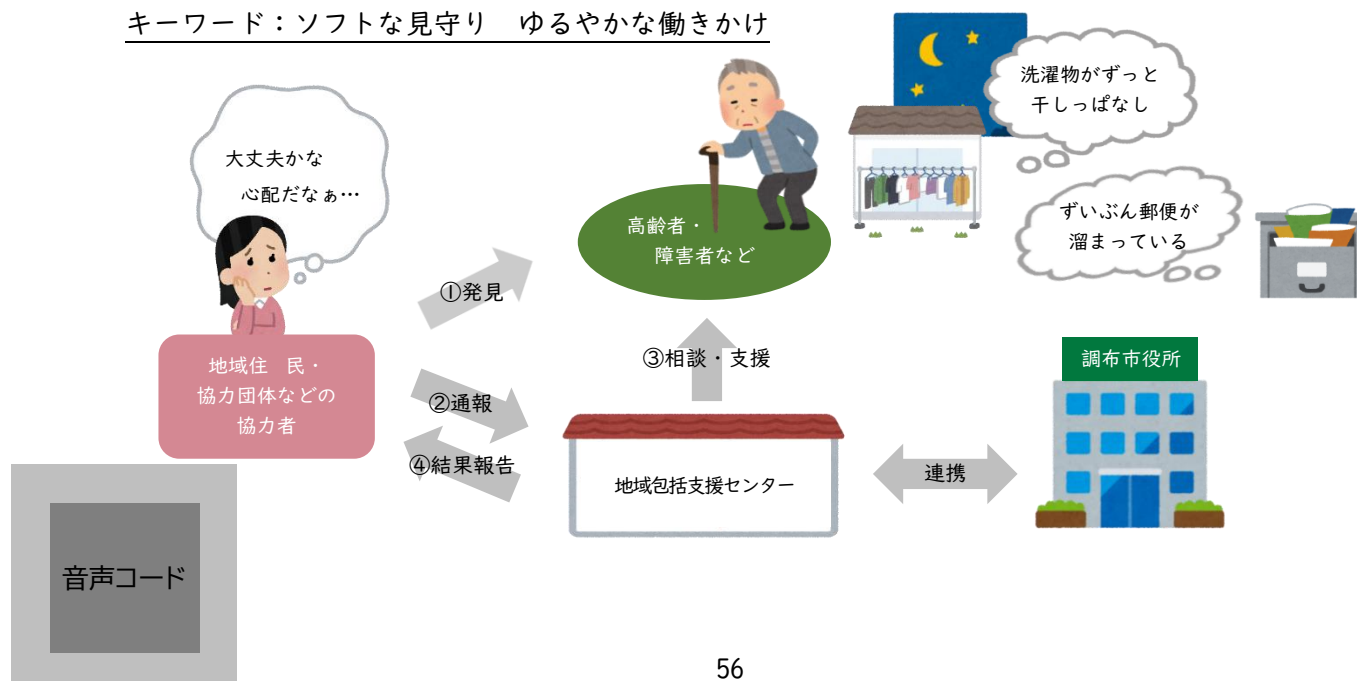 キーワード：ソフトな見守り　ゆるやかな働きかけ
洗濯物がずっと
干しっぱなし
大丈夫かな
心配だなぁ…
ずいぶん郵便が
溜まっている
高齢者・
障害者など
①発見
③相談・支援
調布市役所
地域住　民・
協力団体などの
協力者
②通報
④結果報告
地域包括支援センター
連携
音声コード
56